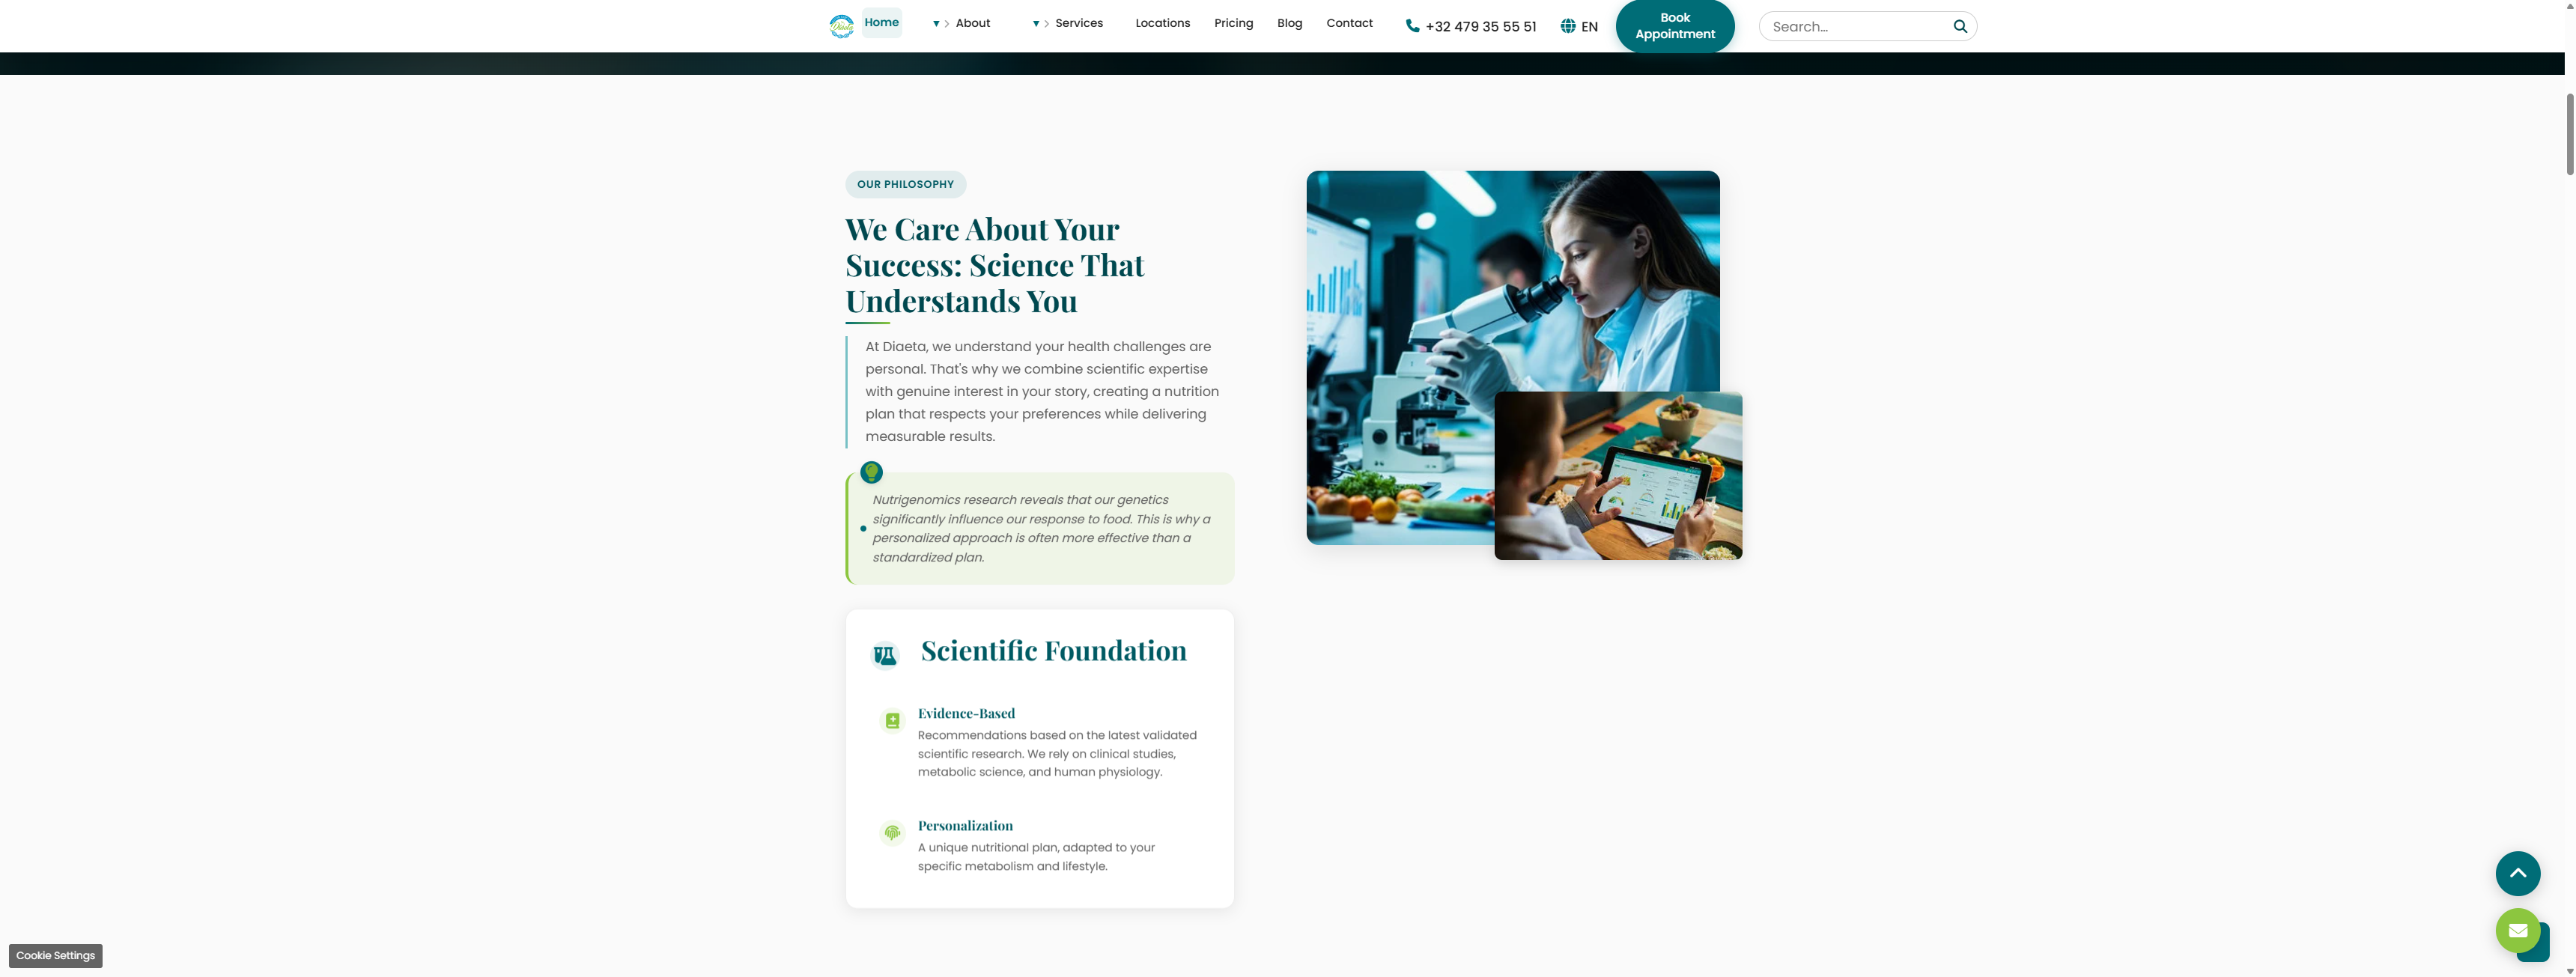 Home
About
Services
Locations
Pricing
Blog
Contact
+32 479 35 55 51
EN
Book
Appointment
Search...
OUR PHILOSOPHY
We Care About Your
Success: Science That
Understands You
At Diaeta, we understand your health challenges are
personal. That's why we combine scientific expertise
with genuine interest in your story, creating a nutrition
plan that respects your preferences while delivering
measurable results.
Nutrigenomics research reveals that our genetics
significantly influence our response to food. This is why a
personalized approach is often more effective than a
standardized plan.
Scientific Foundation
Evidence-Based
Recommendations based on the latest validated
scientific research. We rely on clinical studies,
metabolic science, and human physiology.
Personalization
A unique nutritional plan, adapted to your
specific metabolism and lifestyle.
Cookie Settings